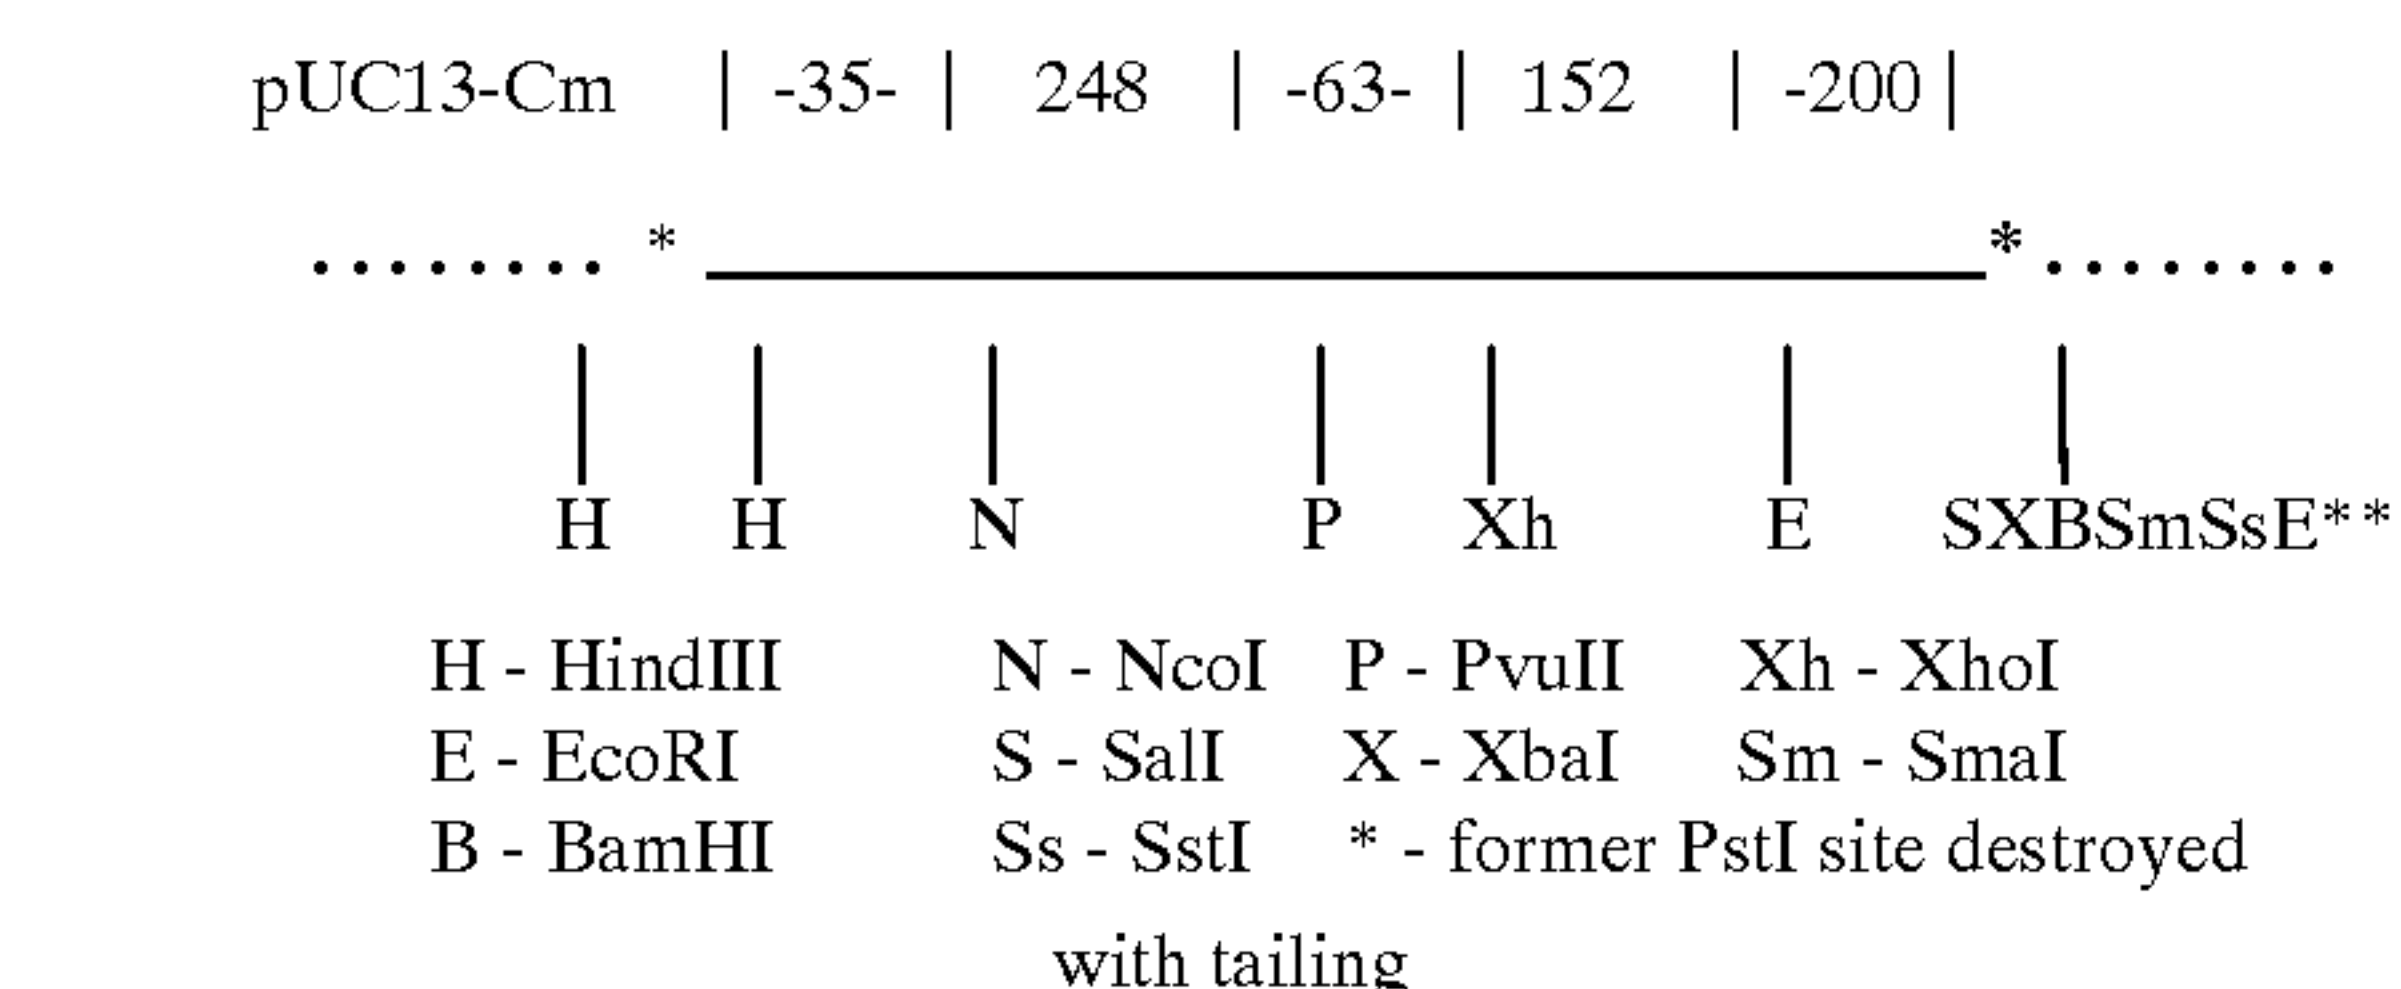 pUC13-Cm | -35- | 248 | -63- | 152 | -200 |
* *
H H N P Xh E SXBSmSsE**
H - HindIII N - NcoI P - PvuII Xh - XhoI
E - EcoRI S - SalI X - XbaI Sm - SmaI
B - BamHI Ss - SstI * - former PstI site destroyed
with tailing